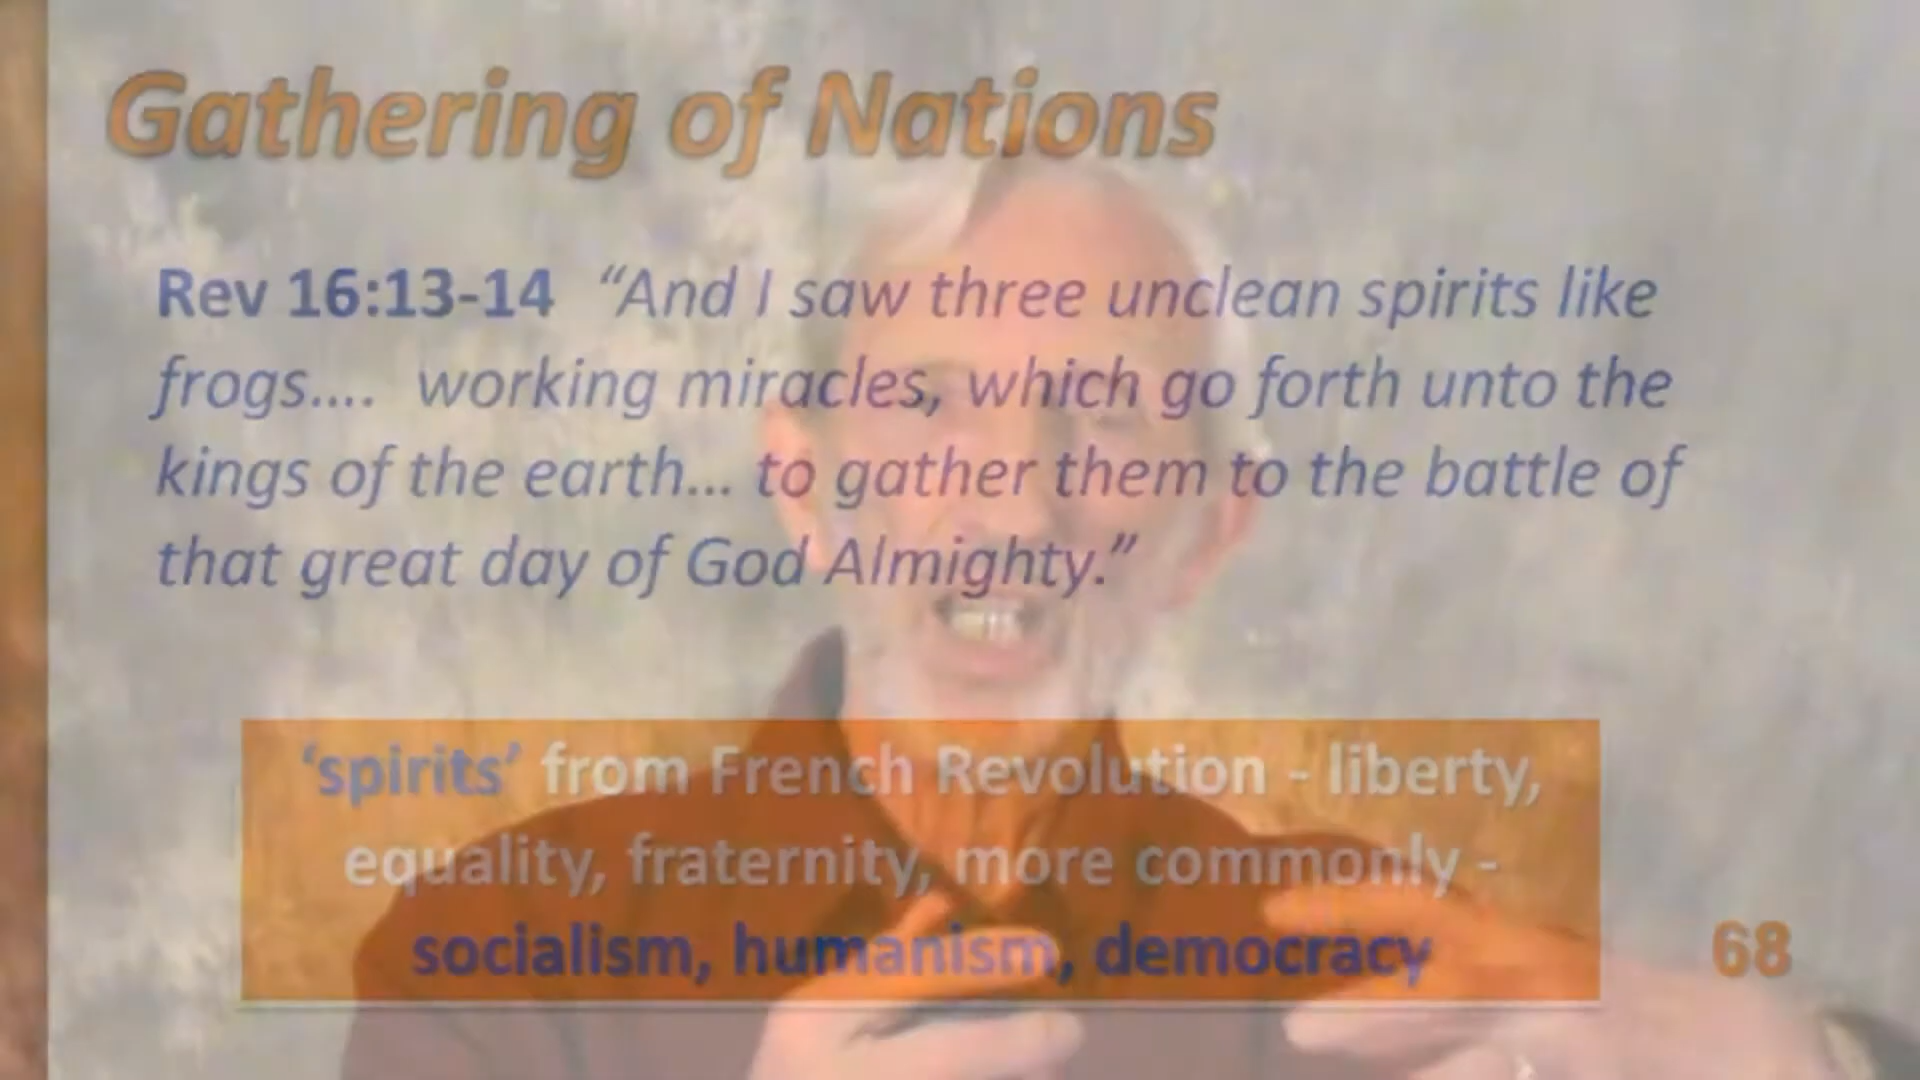 Gathering of Nations
Rev 16:13-14 “And I saw three unclean spirits like
frogs.... working miracles, which go forth unto the
kings of the earth... to gather them to the battle of
that great day of God Almighty.”
‘spirits’ from French Revolution - liberty,
equality, fraternity, more commonly -
socialism, humanism, democracy
68